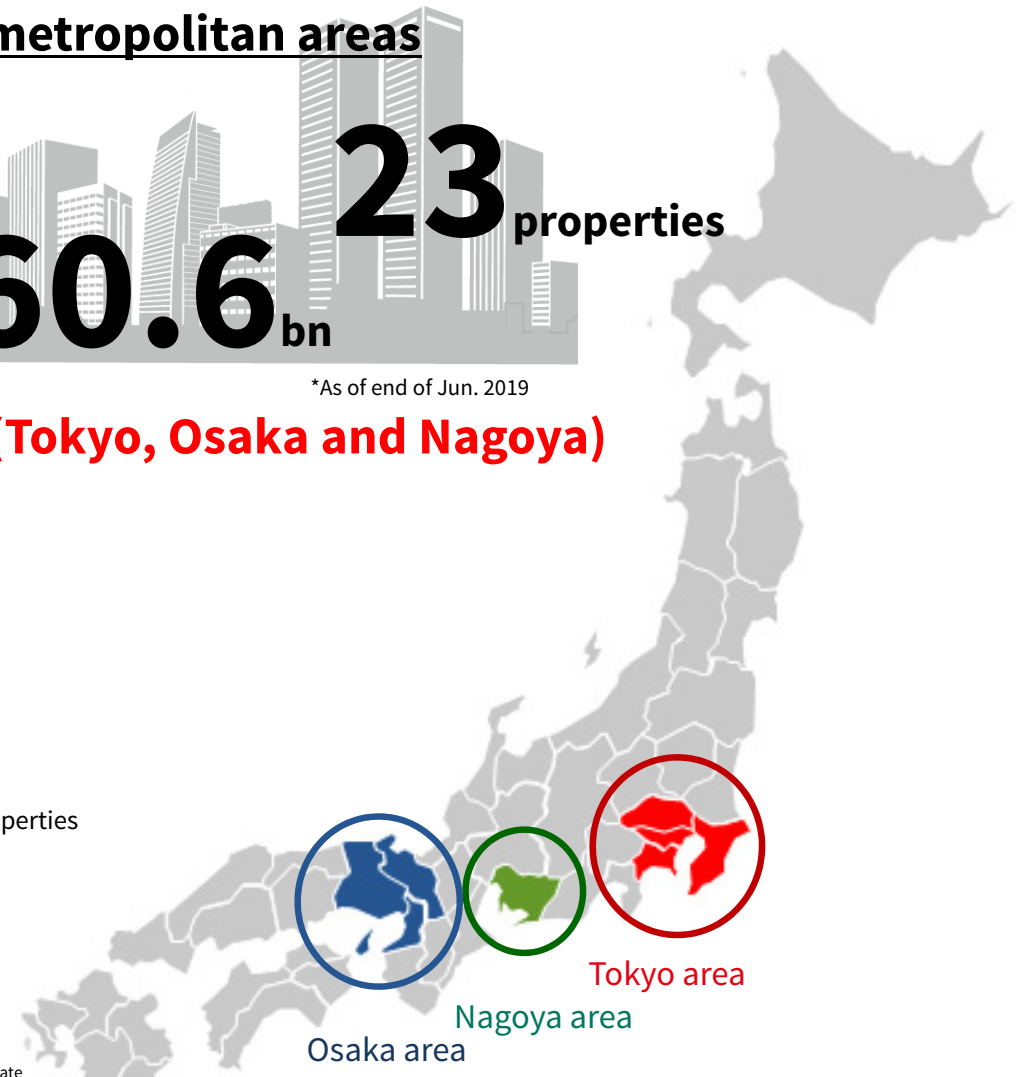 metropolitan areas
23 properties
60.6 bn
*As of end of Jun. 2019
(Tokyo, Osaka and Nagoya)
perties
Tokyo area
Nagoya area
Osaka area
ate